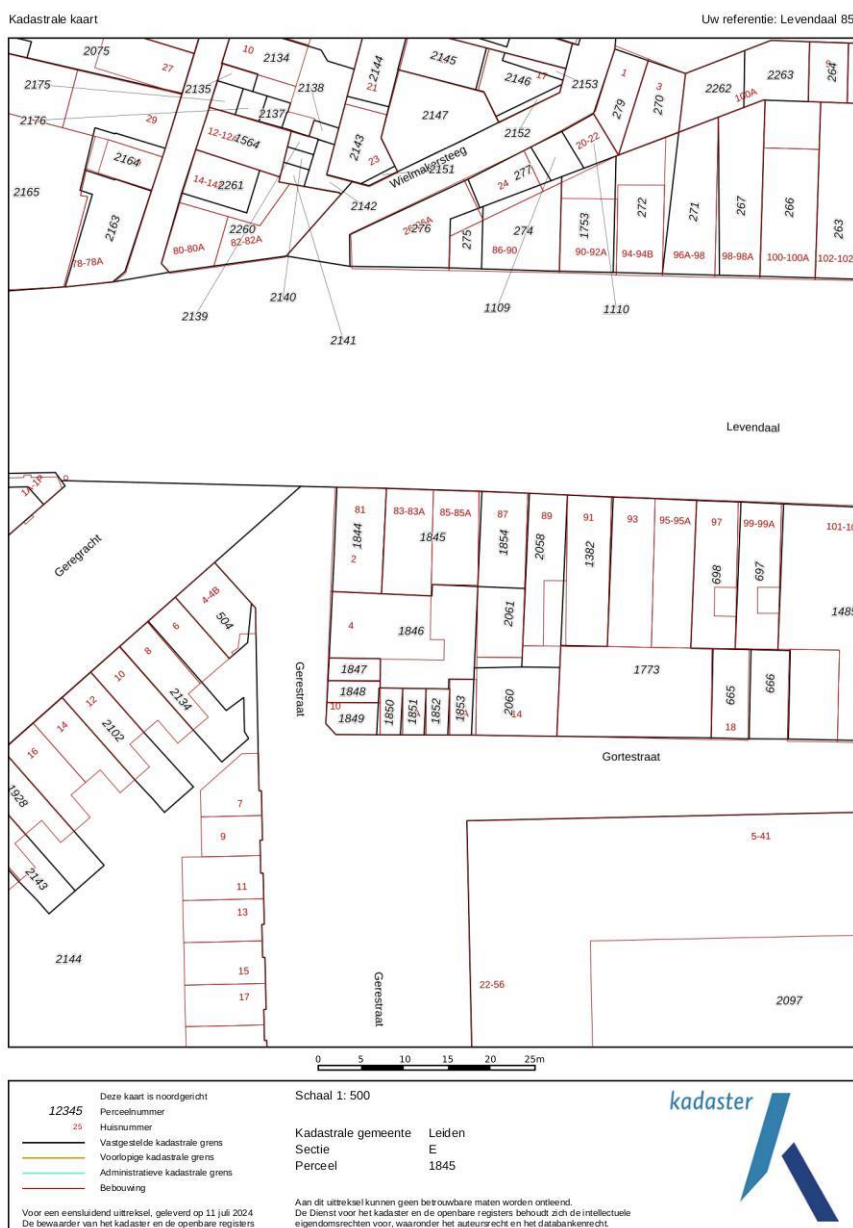 Kadastrale kaart
Uw referentie: Levendaal 85
2075
27
10
2134
2135
2175
2176
2138
2137
29
2144
21
2145
17
2146
2153
2147
2152
1
279
3
270
2262
100A
2263
264
12-12A
1564
2164
14-14A
2261
2143
23
Wielmakersteeg
2151
2142
20-22
277
24
2165
2163
78-78A
2260
80-80A
82-82A
26-26A
276
275
274
86-90
1753
90-92A
272
94-94B
271
96A-98
267
98-98A
266
100-100A
263
102-102
2139
2140
2141
1109
1110
Levendaal
1A-1P
Geregracht
81
83-83A
85-85A
87
89
91
93
95-95A
97
99-99A
101-10
1844
1845
1854
2058
1382
698
697
1485
2
4
1846
2061
4-4B
504
6
8
2134
10
12
2102
14
16
1928
2143
Gerestraat
1847
1848
10
1849
1850
1851
1852
1853
2060
14
1773
665
18
666
Gortestraat
7
9
11
13
15
17
2144
5-41
22-56
Gerestraat
2097
0 5 10 15 20 25m
Deze kaart is noordgericht
12345 Perceelnummer
25 Huisnummer
Vastgestelde kadastrale grens
Voorlopige kadastrale grens
Administratieve kadastrale grens
Bebouwing
Voor een eensluidend uittreksel, geleverd op 11 juli 2024
De bewaarder van het kadaster en de openbare registers
Schaal 1: 500
Kadastrale gemeente Leiden
Sectie E
Perceel 1845
Aan dit uittreksel kunnen geen betrouwbare maten worden ontleend.
De Dienst voor het kadaster en de openbare registers behoudt zich de intellectuele
eigendomsrechten voor, waaronder het auteursrecht en het databankenrecht.
kadaster